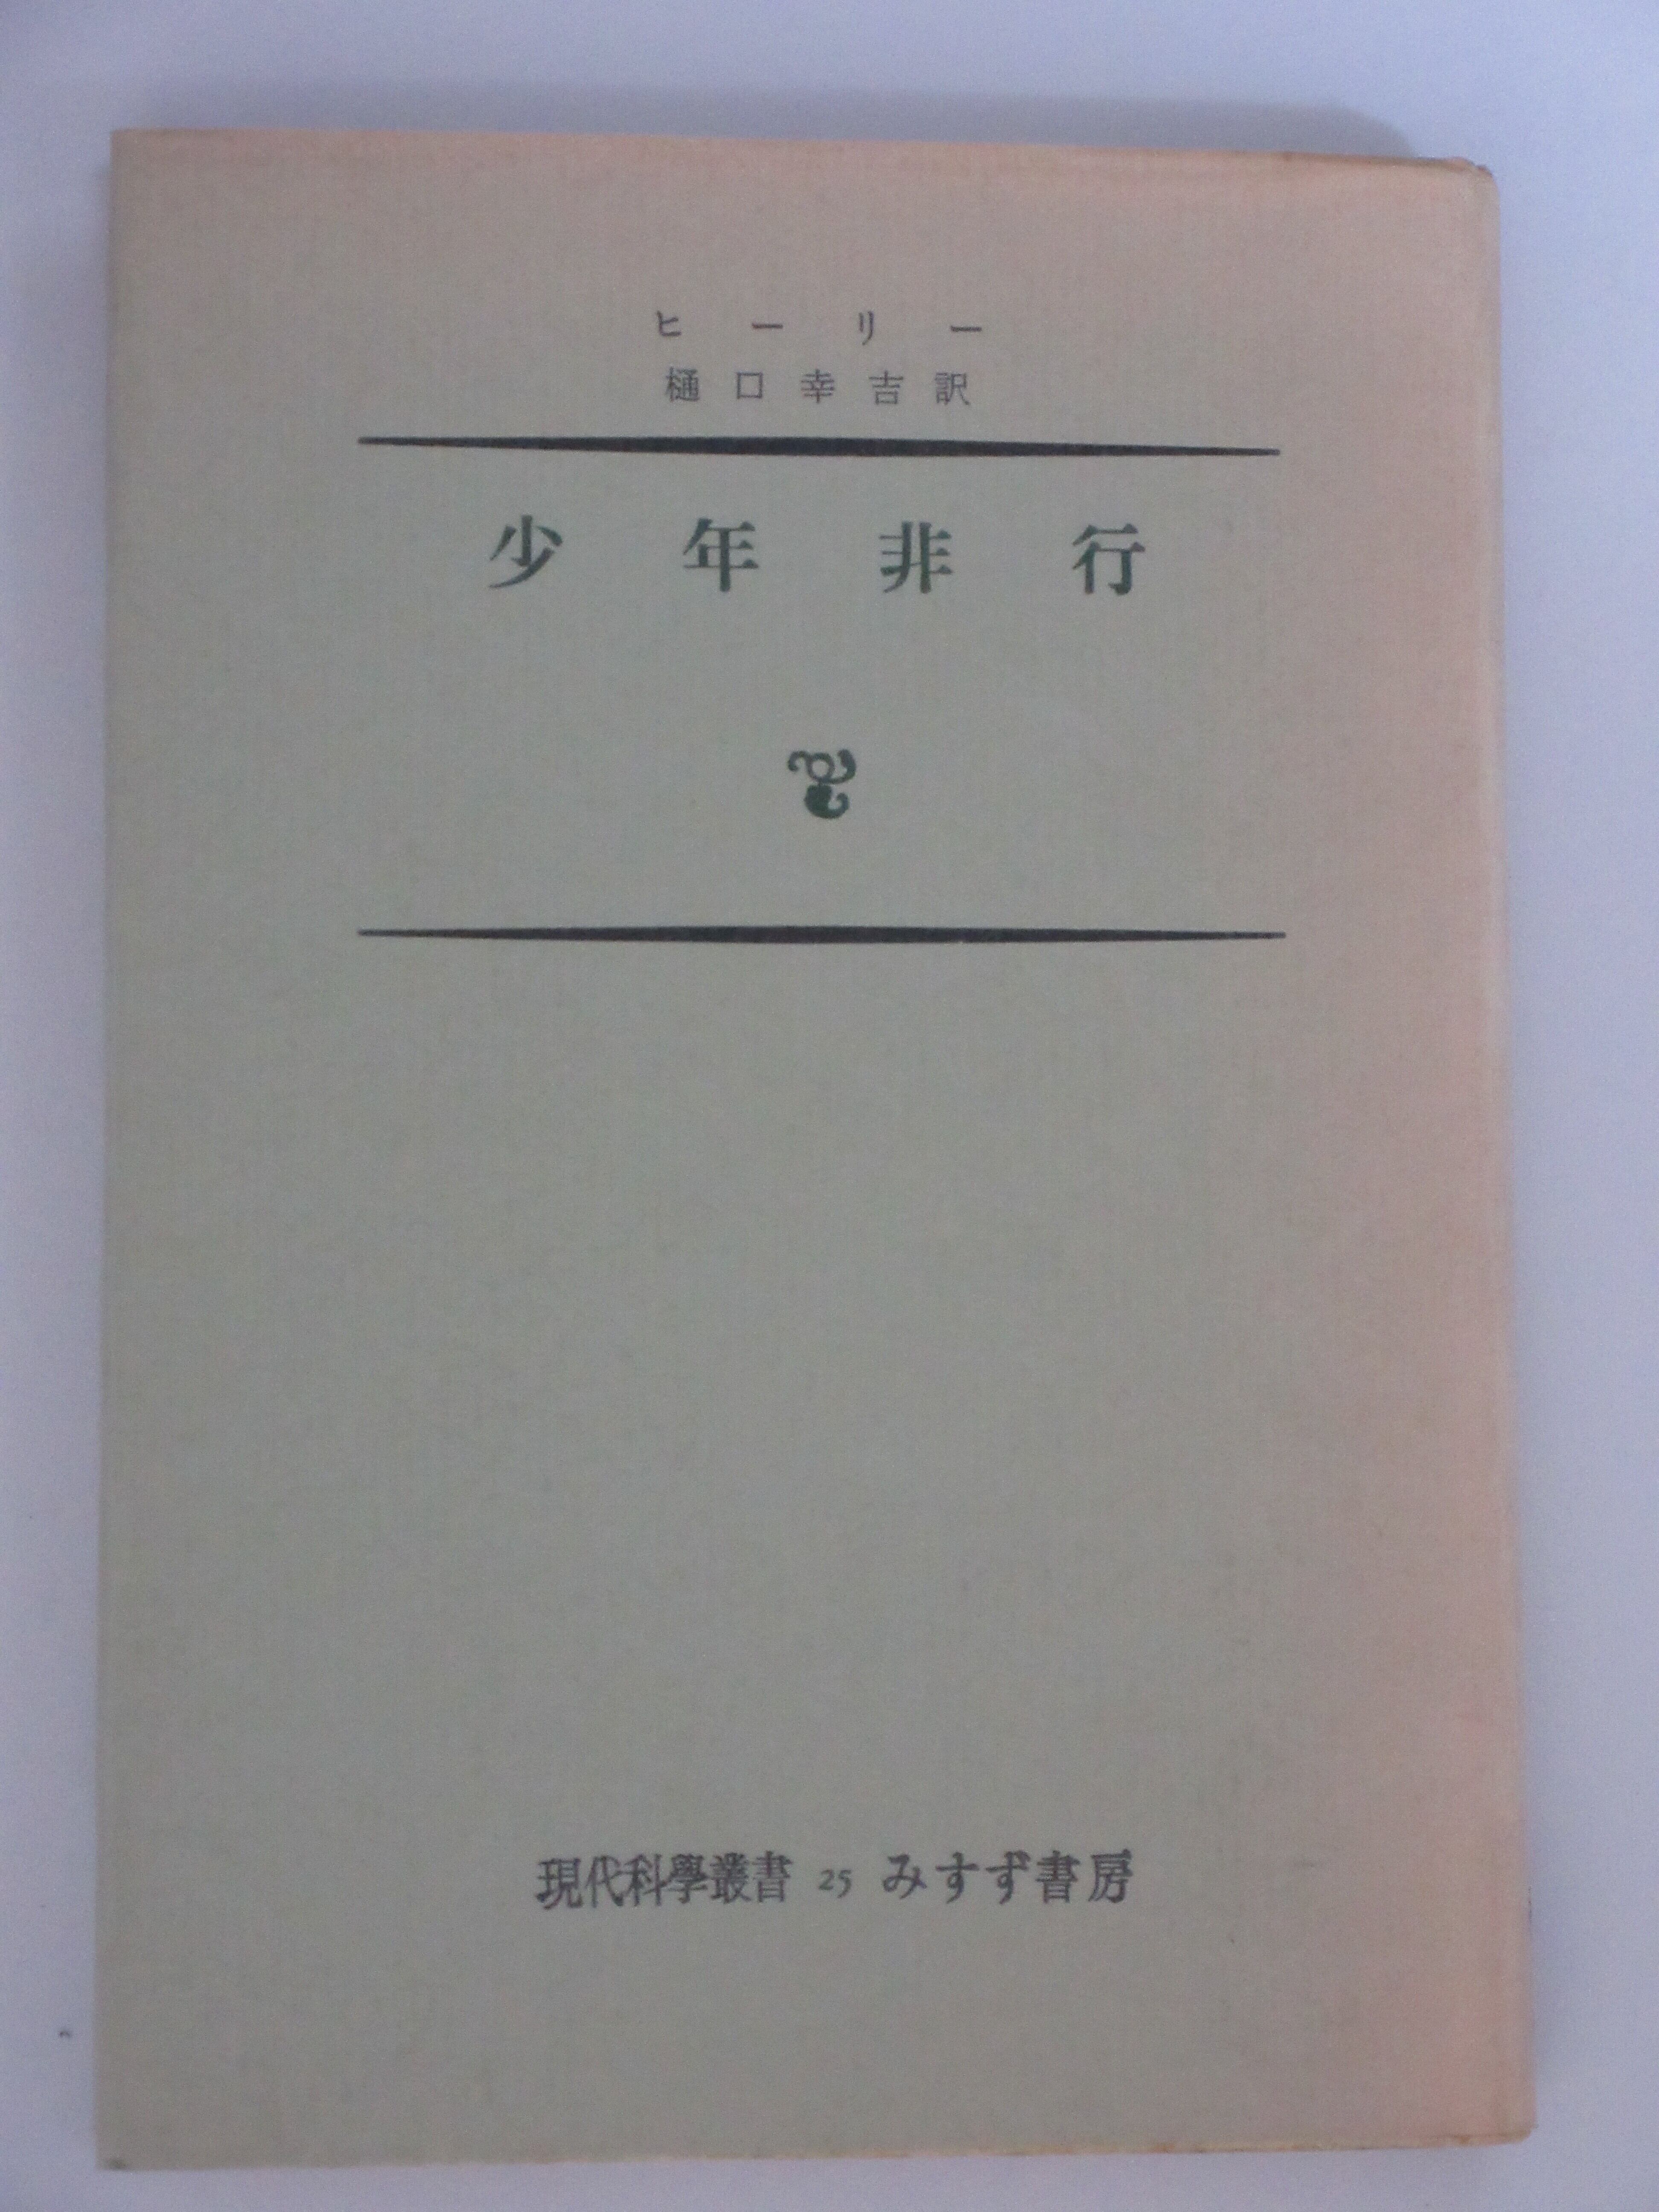 ヒーリー
樋口幸吉訳
少年非行
現代科學叢書 25 みすず書房